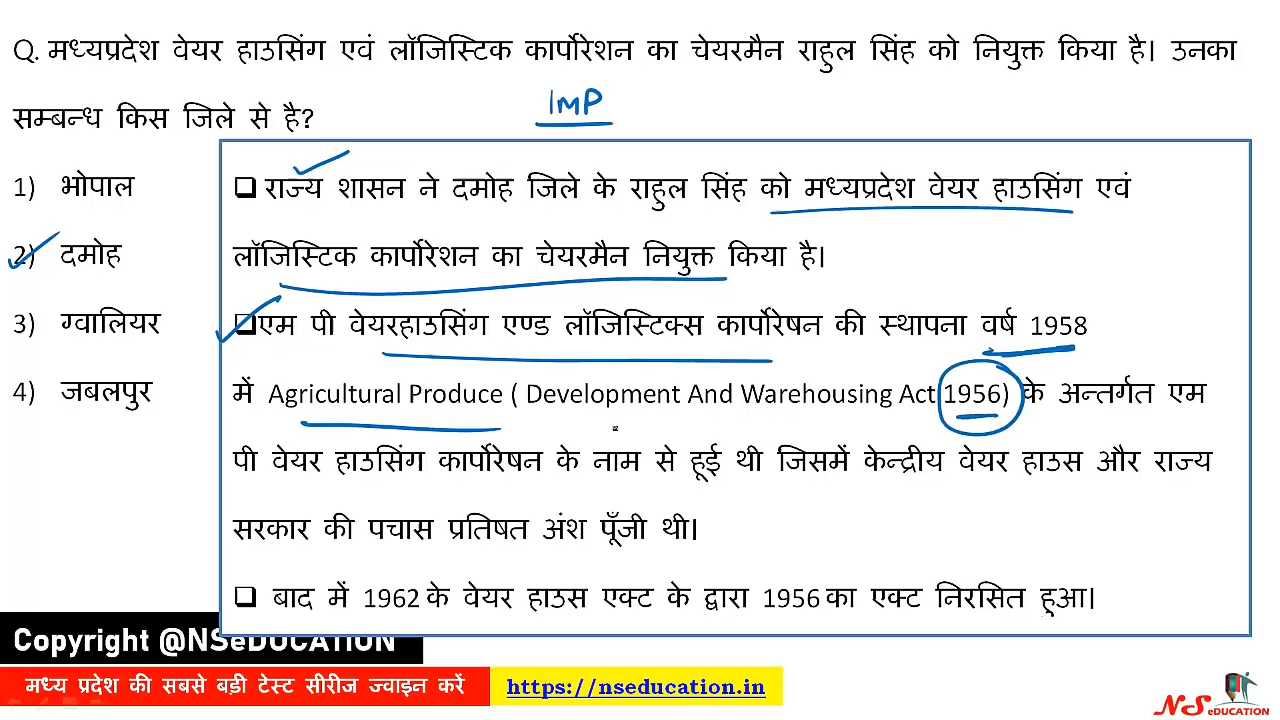 Q. मध्यप्रदेश वेयर हाउसिंग एवं लॉजिस्टिक कार्पोरेशन का चेयरमैन राहुल सिंह को नियुक्त किया है। उनका
सम्बन्ध किस जिले से है?
IMP
1) भोपाल
2) दमोह
3) ग्वालियर
4) जबलपुर
राज्य शासन ने दमोह जिले के राहुल सिंह को मध्यप्रदेश वेयर हाउसिंग एवं
लॉजिस्टिक कार्पोरेशन का चेयरमैन नियुक्त किया है।
एम पी वेयरहाउसिंग एण्ड लॉजिस्टिक्स कार्पोरेषन की स्थापना वर्ष 1958
में Agricultural Produce ( Development And Warehousing Act 1956) के अन्तर्गत एम
पी वेयर हाउसिंग कार्पोरेषन के नाम से हूई थी जिसमें केन्द्रीय वेयर हाउस और राज्य
सरकार की पचास प्रतिषत अंश पूँजी थी।
बाद में 1962 के वेयर हाउस एक्ट के द्वारा 1956 का एक्ट निरसित हूआ।
Copyright @NSeDUCATION
मध्य प्रदेश की सबसे बड़ी टेस्ट सीरीज ज्वाइन करें
https://nseducation.in
NS eDUCATION